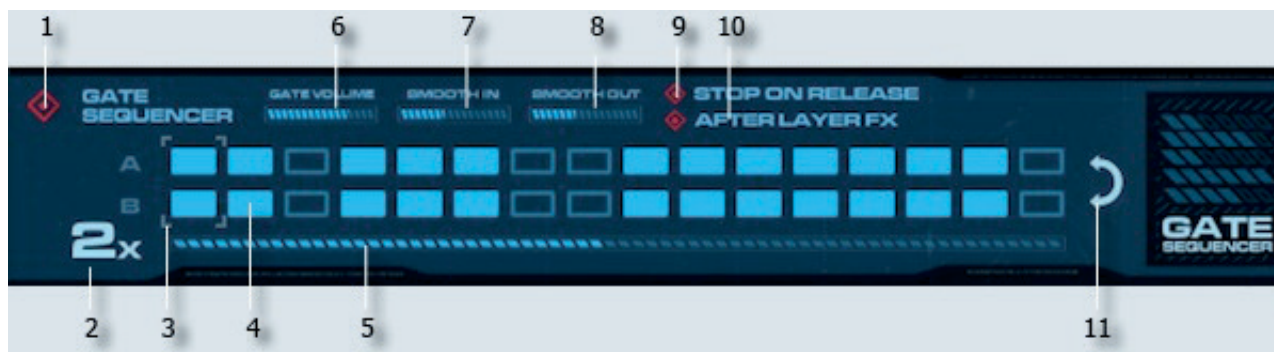 1 6 7 8 9 10
GATE SEQUENCER
GATE VOLUME
SMOOTH IN
SMOOTH OUT
STOP ON RELEASE
AFTER LAYER FX
A
B
2x
GATE
SEQUENCER
2 3 4 5 11